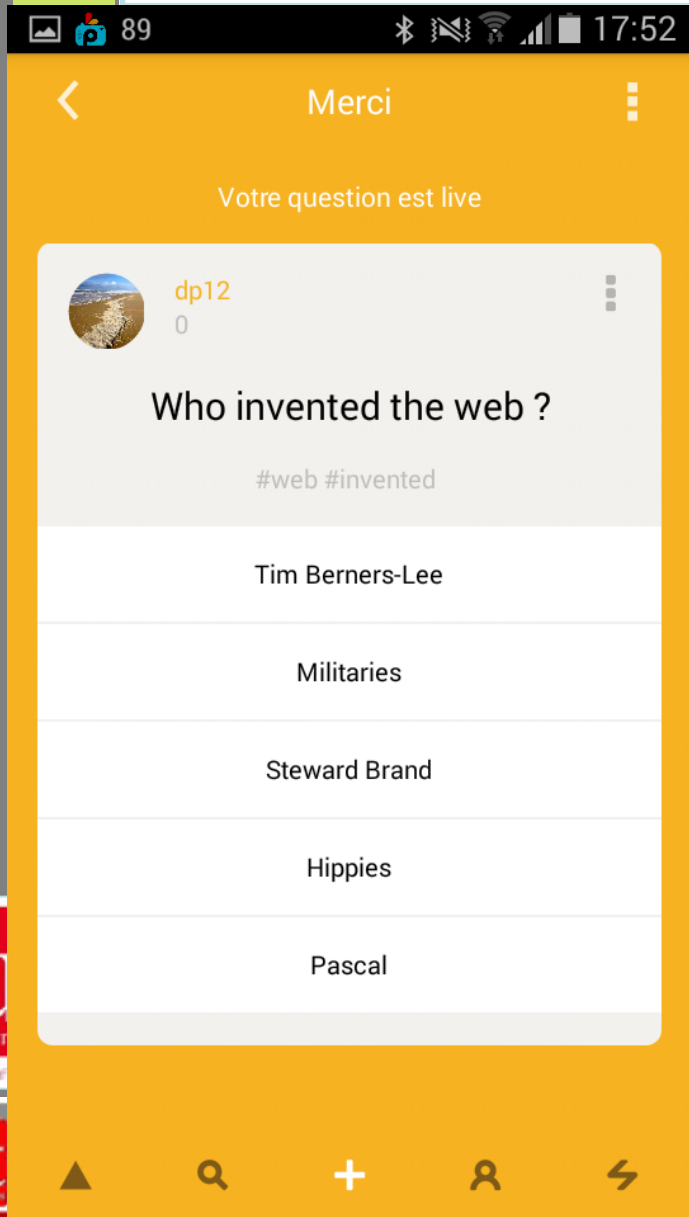 89 17:52
Merci
Votre question est live
dp12
0
Who invented the web ?
#web #invented
Tim Berners-Lee
Militaries
Steward Brand
Hippies
Pascal